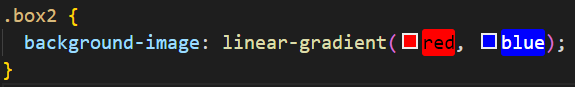 .box2 {
  background-image: linear-gradient(red, blue);
}